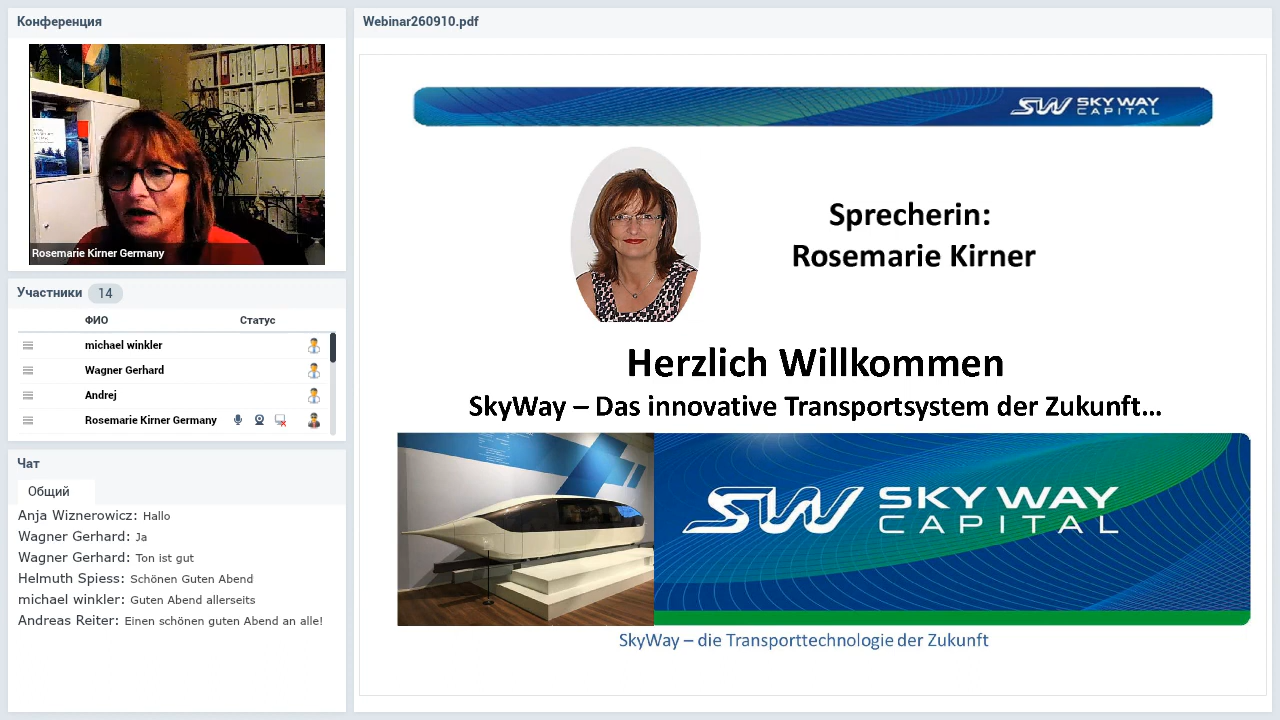 Конференция
Rosemarie Kirner Germany
Участники 14
ФИО Статус
michael winkler
Wagner Gerhard
Andrej
Rosemarie Kirner Germany
Чат
Общий
Anja Wiznerowicz: Hallo
Wagner Gerhard: Ja
Wagner Gerhard: Ton ist gut
Helmuth Spiess: Schönen Guten Abend
michael winkler: Guten Abend allerseits
Andreas Reiter: Einen schönen guten Abend an alle!
Webinar260910.pdf
SW SKY WAY
CAPITAL
Sprecherin:
Rosemarie Kirner
Herzlich Willkommen
SkyWay – Das innovative Transportsystem der Zukunft...
SW SKY WAY
CAPITAL
SkyWay – die Transporttechnologie der Zukunft